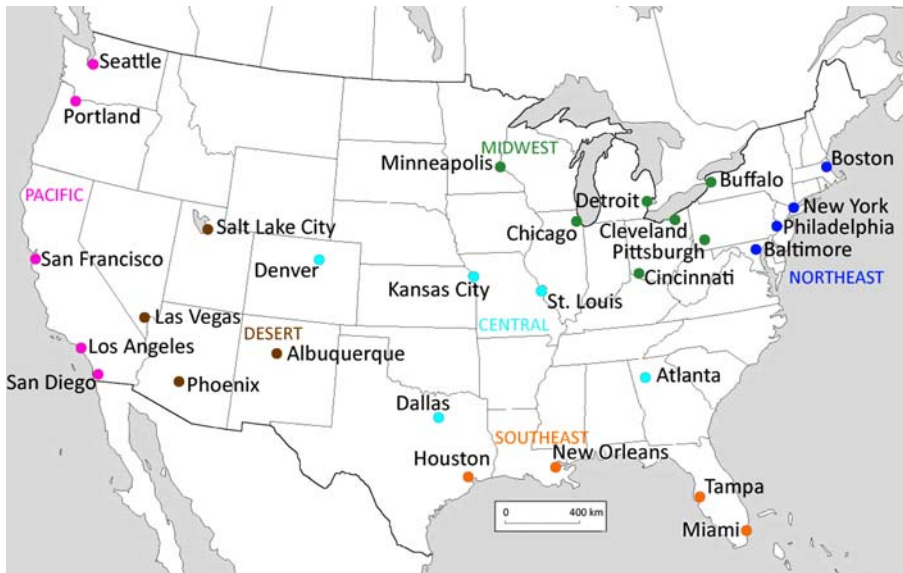 Seattle
Portland
MIDWEST
Minneapolis
Boston
Buffalo
PACIFIC
Detroit
New York
Salt Lake City
Chicago
Cleveland
Philadelphia
Pittsburgh
Baltimore
San Francisco
Denver
Cincinnati
NORTHEAST
Kansas City
St. Louis
Las Vegas
CENTRAL
DESERT
Los Angeles
Albuquerque
San Diego
Phoenix
Atlanta
Dallas
SOUTHEAST
New Orleans
Houston
Tampa
0 400 km
Miami